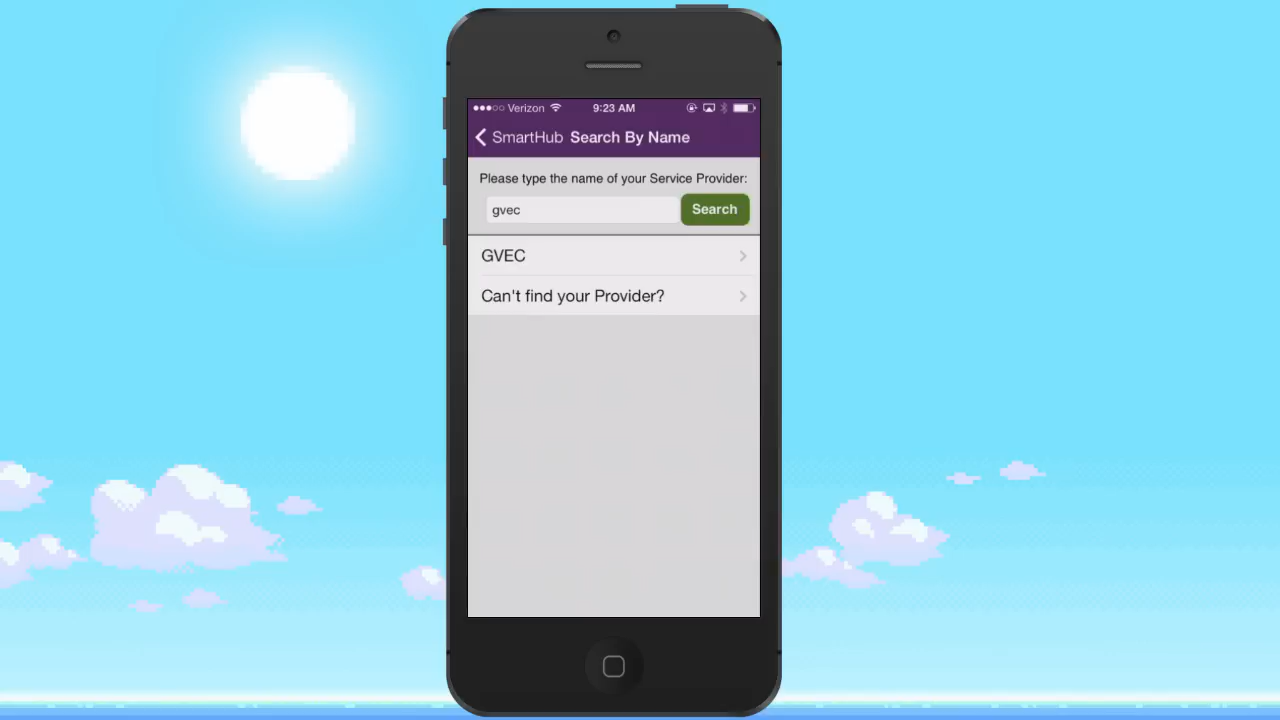 Verizon 9:23 AM
SmartHub Search By Name
Please type the name of your Service Provider:
gvec Search
GVEC
Can't find your Provider?